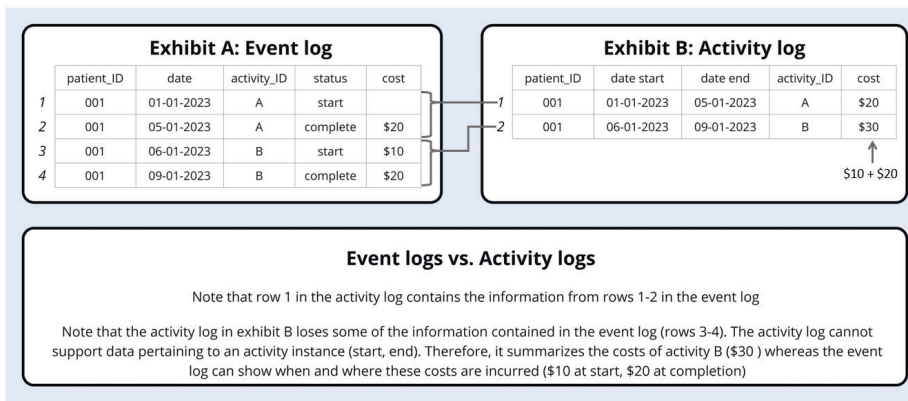 Exhibit A: Event log
patient_ID date activity_ID status cost
1 001 01-01-2023 A start
2 001 05-01-2023 A complete $20
3 001 06-01-2023 B start $10
4 001 09-01-2023 B complete $20
Exhibit B: Activity log
patient_ID date start date end activity_ID cost
1 001 01-01-2023 05-01-2023 A $20
2 001 06-01-2023 09-01-2023 B $30
$10 + $20
Event logs vs. Activity logs
Note that row 1 in the activity log contains the information from rows 1-2 in the event log
Note that the activity log in exhibit B loses some of the information contained in the event log (rows 3-4). The activity log cannot
support data pertaining to an activity instance (start, end). Therefore, it summarizes the costs of activity B ($30 ) whereas the event
log can show when and where these costs are incurred ($10 at start, $20 at completion)